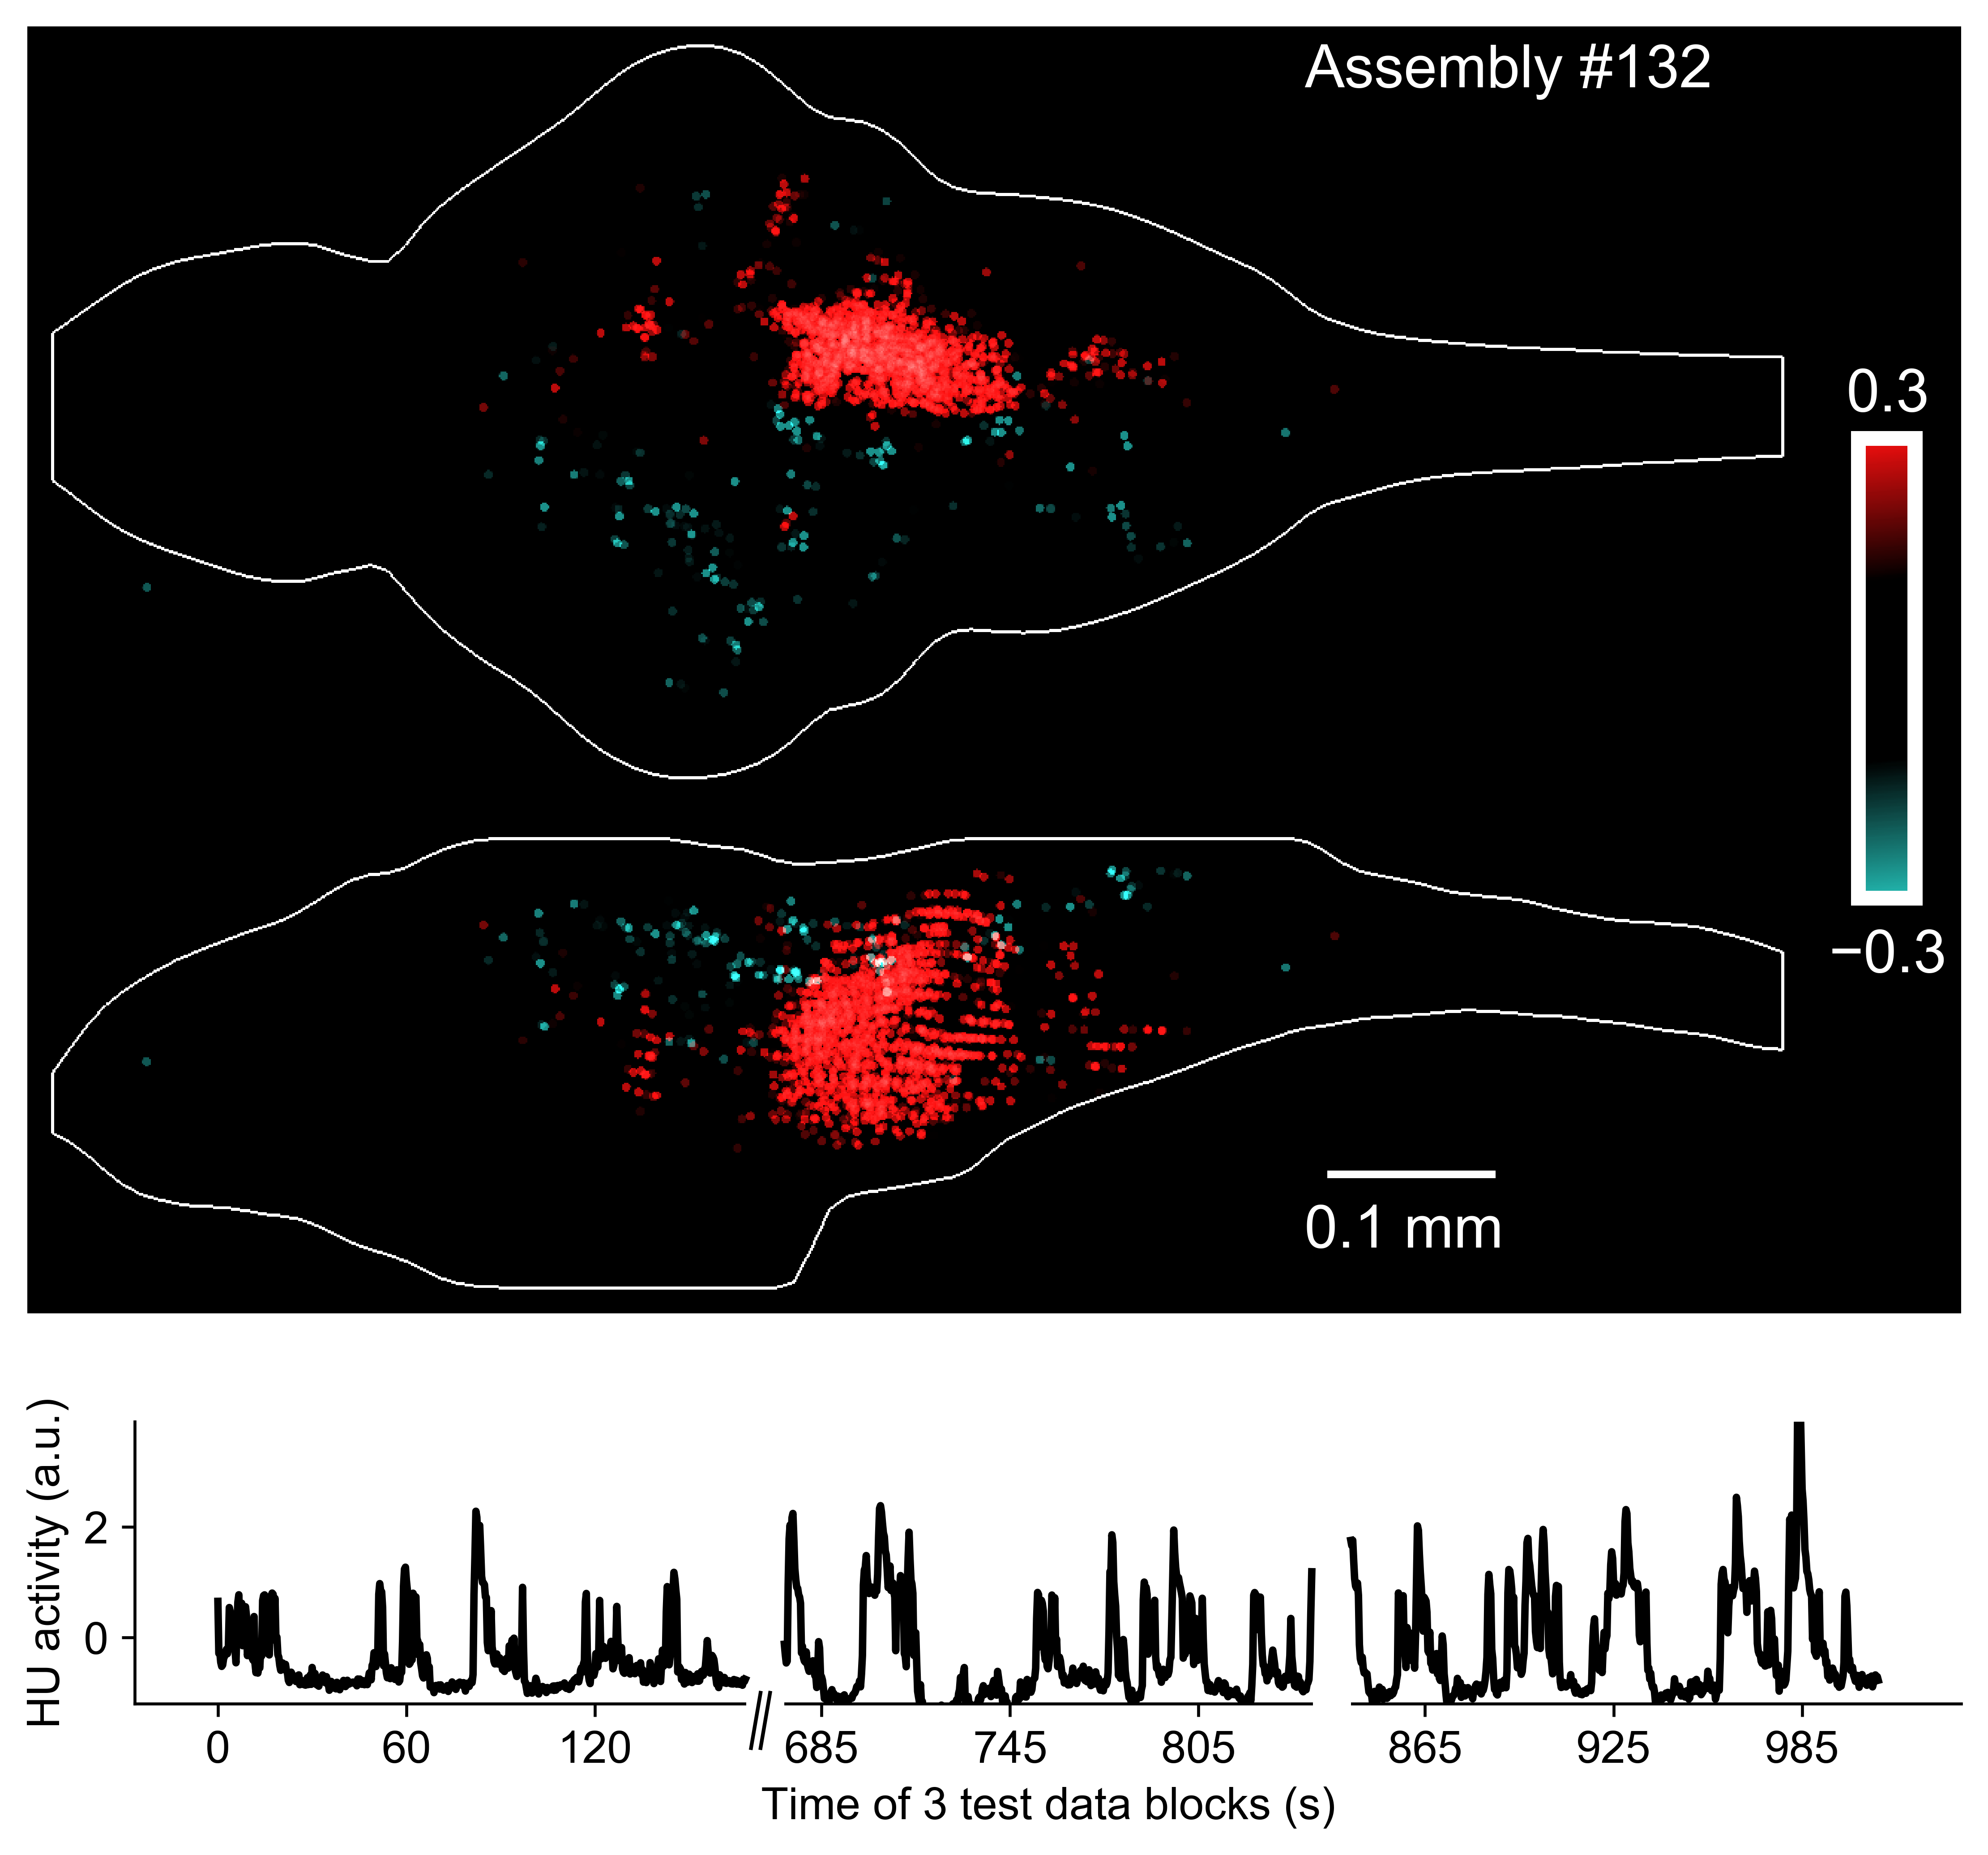 Assembly #132
0.3
−0.3
0.1 mm
HU activity (a.u.)
2
0
0 60 120 685 745 805 865 925 985
Time of 3 test data blocks (s)